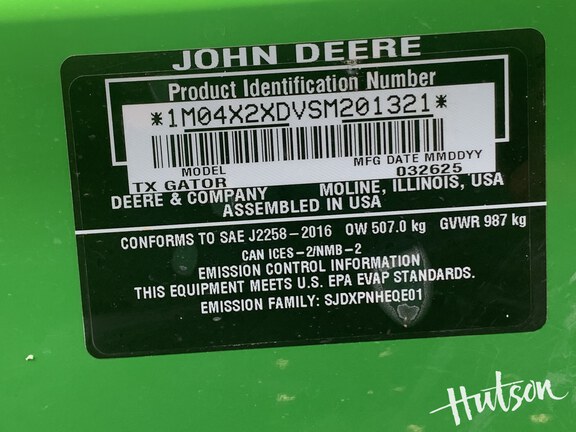 JOHN DEERE
Product Identification Number
*1M04X2XDVSM201321*
MODEL MFG DATE MMDDYY
TX GATOR 032625
DEERE & COMPANY MOLINE, ILLINOIS, USA
ASSEMBLED IN USA
CONFORMS TO SAE J2258-2016 OW 507.0 kg GVWR 987 kg
CAN ICES-2/NMB-2
EMISSION CONTROL INFORMATION
THIS EQUIPMENT MEETS U.S. EPA EVAP STANDARDS.
EMISSION FAMILY: SJDXPNHEQE01
Hutson